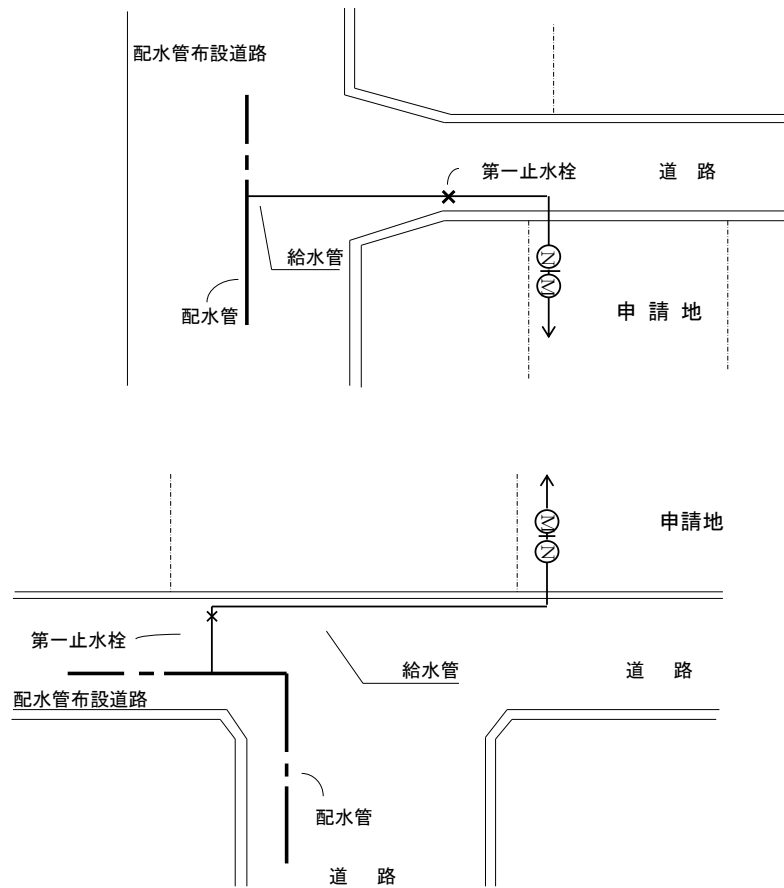 配水管布設道路
第一止水栓
道 路
給水管
配水管
申 請 地
N
M
申請地
M
N
第一止水栓
給水管
道 路
配水管布設道路
配水管
道 路